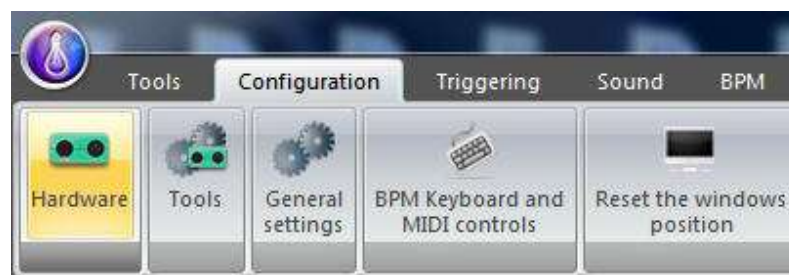 Tools Configuration Triggering Sound BPM
Hardware Tools General settings BPM Keyboard and MIDI controls Reset the windows position